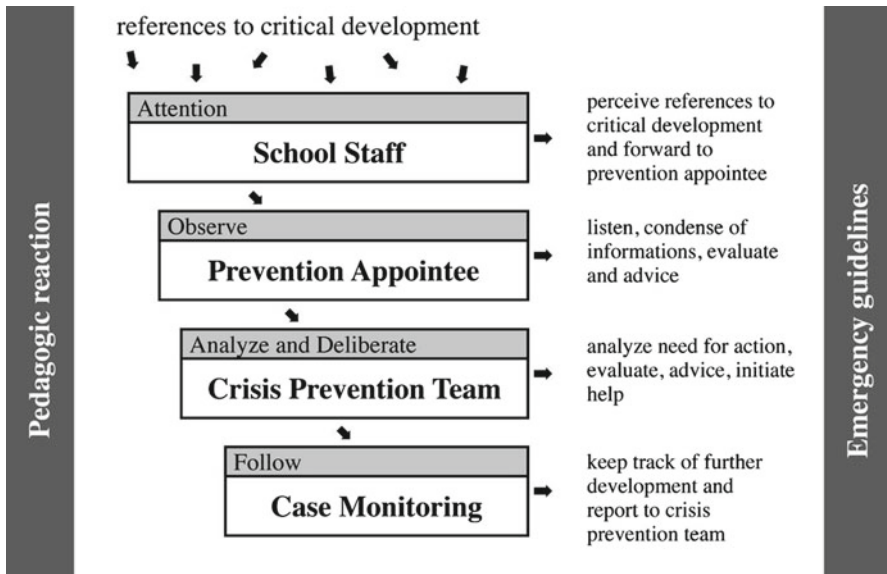 references to critical development
Pedagogic reaction
Attention
School Staff
perceive references to
critical development
and forward to
prevention appointee
Observe
Prevention Appointee
listen, condense of
informations, evaluate
and advice
Analyze and Deliberate
Crisis Prevention Team
analyze need for action,
evaluate, advice, initiate
help
Follow
Case Monitoring
keep track of further
development and
report to crisis
prevention team
Emergency guidelines